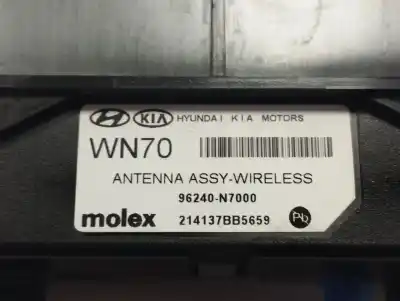 KIA HYUNDAI KIA MOTORS
WN70
ANTENNA ASSY-WIRELESS
96240-N7000
molex 214137BB5659 Pb